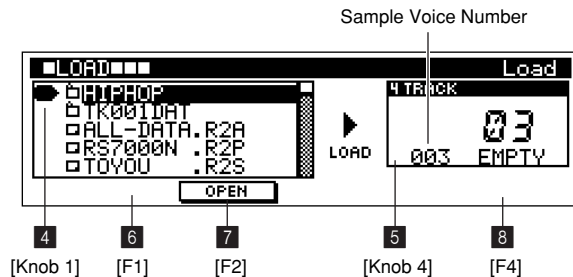 Sample Voice Number
LOAD Load
HIPHOP
TK001DAT
ALL-DATA.R2A
RS7000N .R2P
TOYOU .R2S
OPEN
LOAD
4 TRACK
03
003 EMPTY
4 6 7 5 8
[Knob 1] [F1] [F2] [Knob 4] [F4]